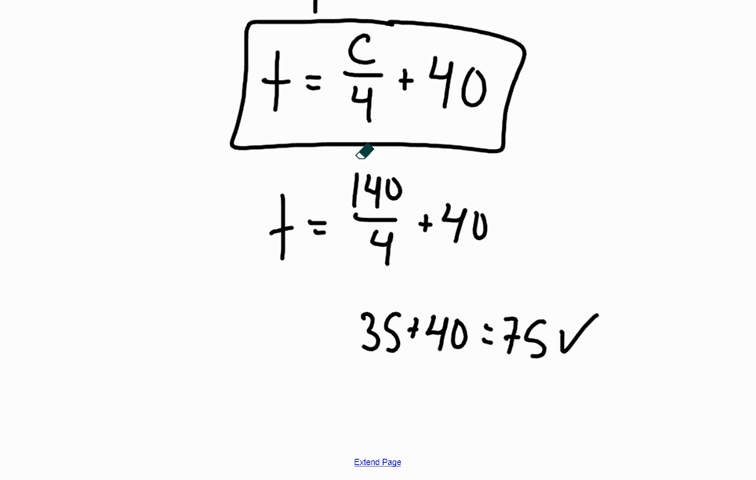 t = C/4 + 40
t = 140/4 + 40
35+40=75✓
Extend Page